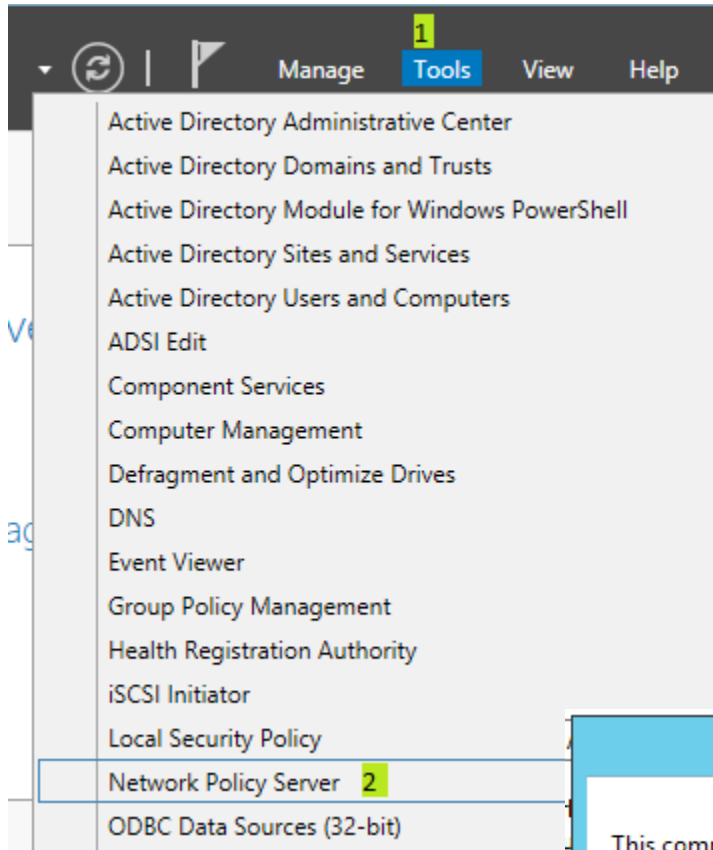 1
Manage Tools View Help
Active Directory Administrative Center
Active Directory Domains and Trusts
Active Directory Module for Windows PowerShell
Active Directory Sites and Services
Active Directory Users and Computers
ADSI Edit
Component Services
Computer Management
Defragment and Optimize Drives
DNS
Event Viewer
Group Policy Management
Health Registration Authority
iSCSI Initiator
Local Security Policy
Network Policy Server 2
ODBC Data Sources (32-bit)
This